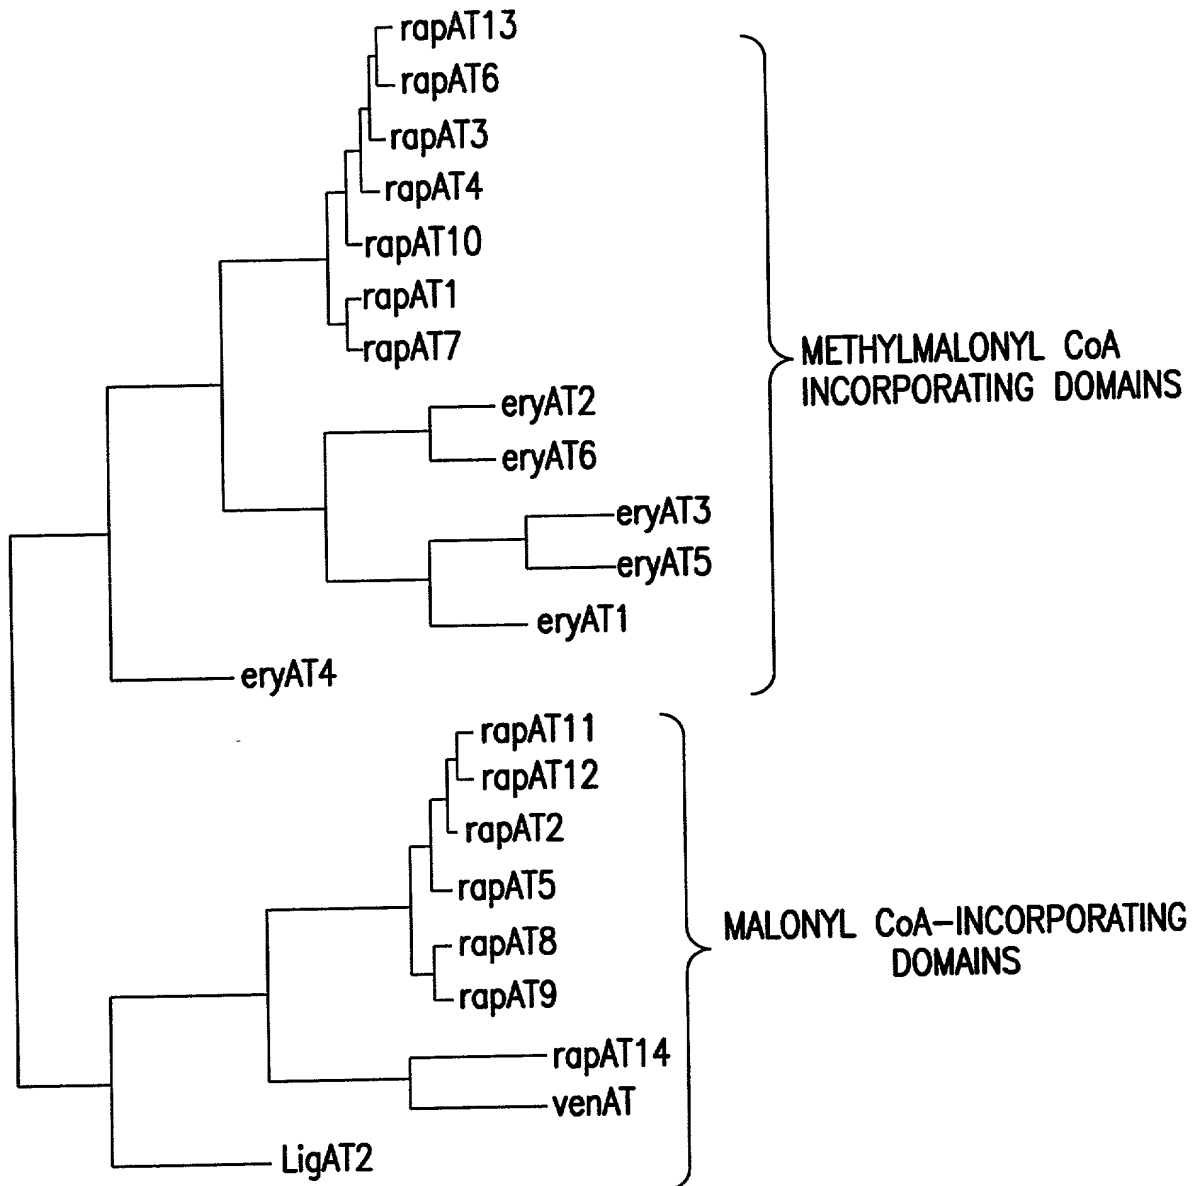 rapAT13
rapAT6
rapAT3
rapAT4
rapAT10
rapAT1
rapAT7
METHYLMALONYL CoA
INCORPORATING DOMAINS
eryAT2
eryAT6
eryAT3
eryAT5
eryAT1
eryAT4
rapAT11
rapAT12
rapAT2
rapAT5
rapAT8
rapAT9
MALONYL CoA-INCORPORATING
DOMAINS
rapAT14
venAT
LigAT2